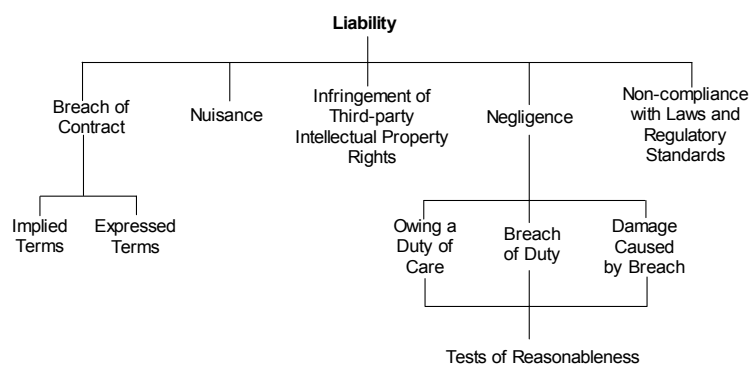 Liability
Breach of
Contract
Nuisance
Infringement of
Third-party
Intellectual Property
Rights
Negligence
Non-compliance
with Laws and
Regulatory
Standards
Implied
Terms
Expressed
Terms
Owing a
Duty of
Care
Breach
of Duty
Damage
Caused
by Breach
Tests of Reasonableness